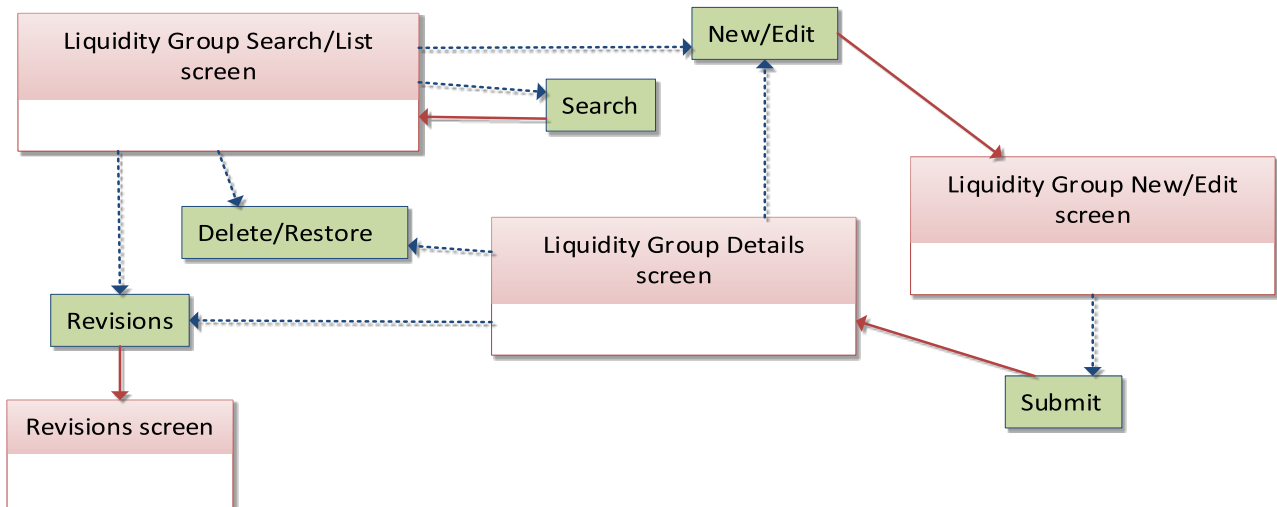 Liquidity Group Search/List
screen
New/Edit
Search
Liquidity Group New/Edit
screen
Delete/Restore
Liquidity Group Details
screen
Revisions
Submit
Revisions screen